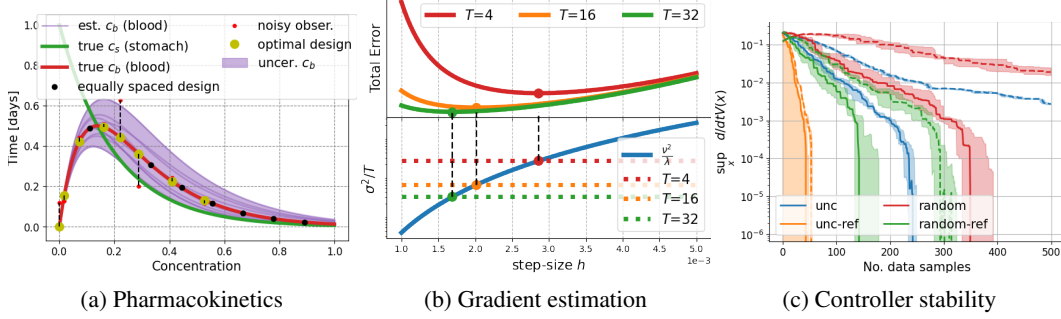 est. c_b (blood)
true c_s (stomach)
true c_b (blood)
equally spaced design
noisy obser.
optimal design
uncer. c_b
Time [days]
1.0
0.8
0.6
0.4
0.2
0.0
0.0 0.2 0.4 0.6 0.8 1.0
Concentration
(a) Pharmacokinetics
T=4 T=16 T=32
Total Error
σ²/T
ν²/λ
T=4
T=16
T=32
1.0 1.5 2.0 2.5 3.0 3.5 4.0 4.5 5.0
1e−3
step-size h
(b) Gradient estimation
sup_x d/dtV(x)
10⁻¹
10⁻²
10⁻³
10⁻⁴
10⁻⁵
10⁻⁶
unc random
unc-ref random-ref
0 100 200 300 400 500
No. data samples
(c) Controller stability